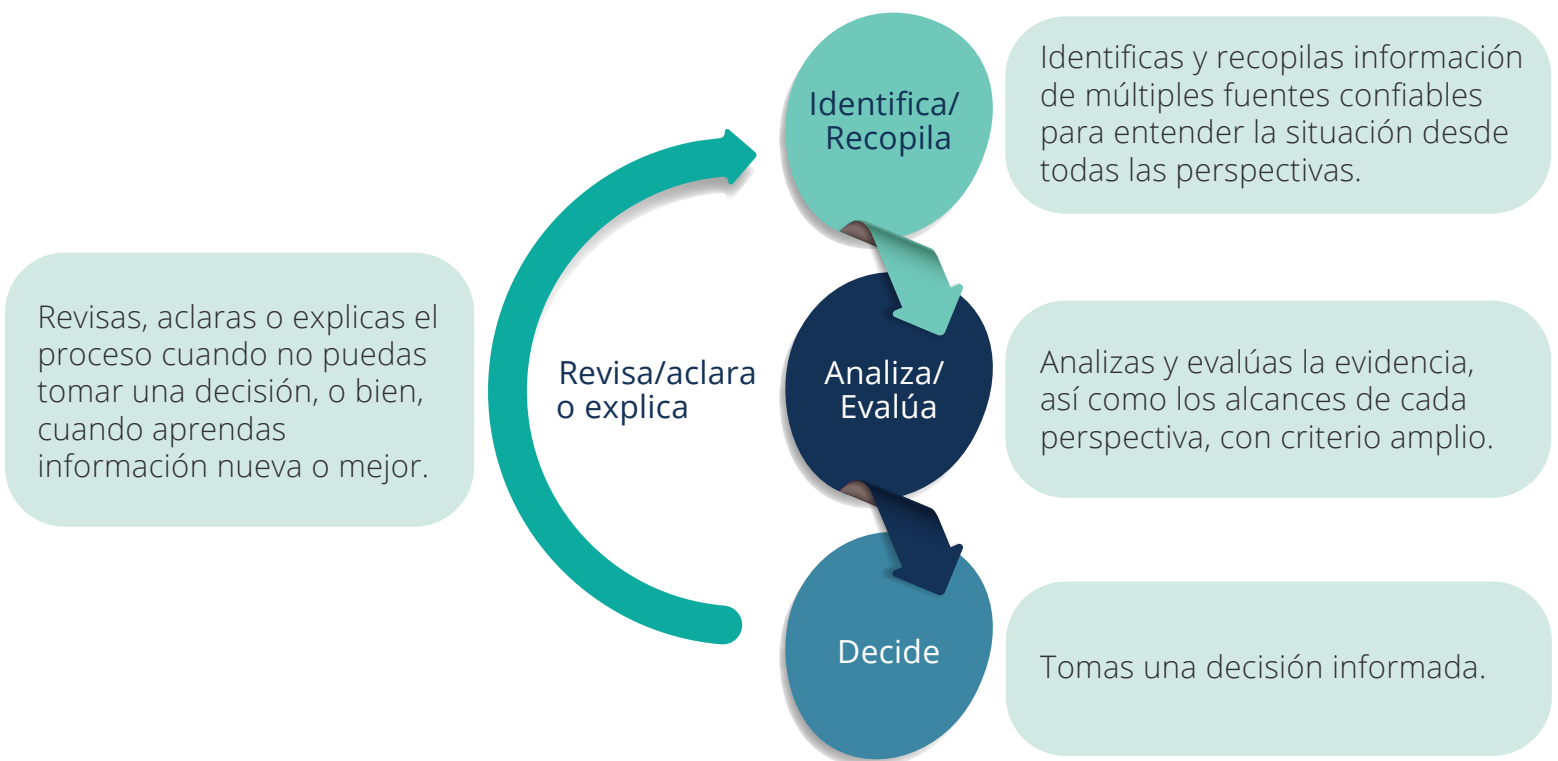 Identifica/
Recopila
Identificas y recopilas información
de múltiples fuentes confiables
para entender la situación desde
todas las perspectivas.
Revisas, aclaras o explicas el
proceso cuando no puedas
tomar una decisión, o bien,
cuando aprendas
información nueva o mejor.
Revisa/aclara
o explica
Analiza/
Evalúa
Analizas y evalúas la evidencia,
así como los alcances de cada
perspectiva, con criterio amplio.
Decide
Tomas una decisión informada.